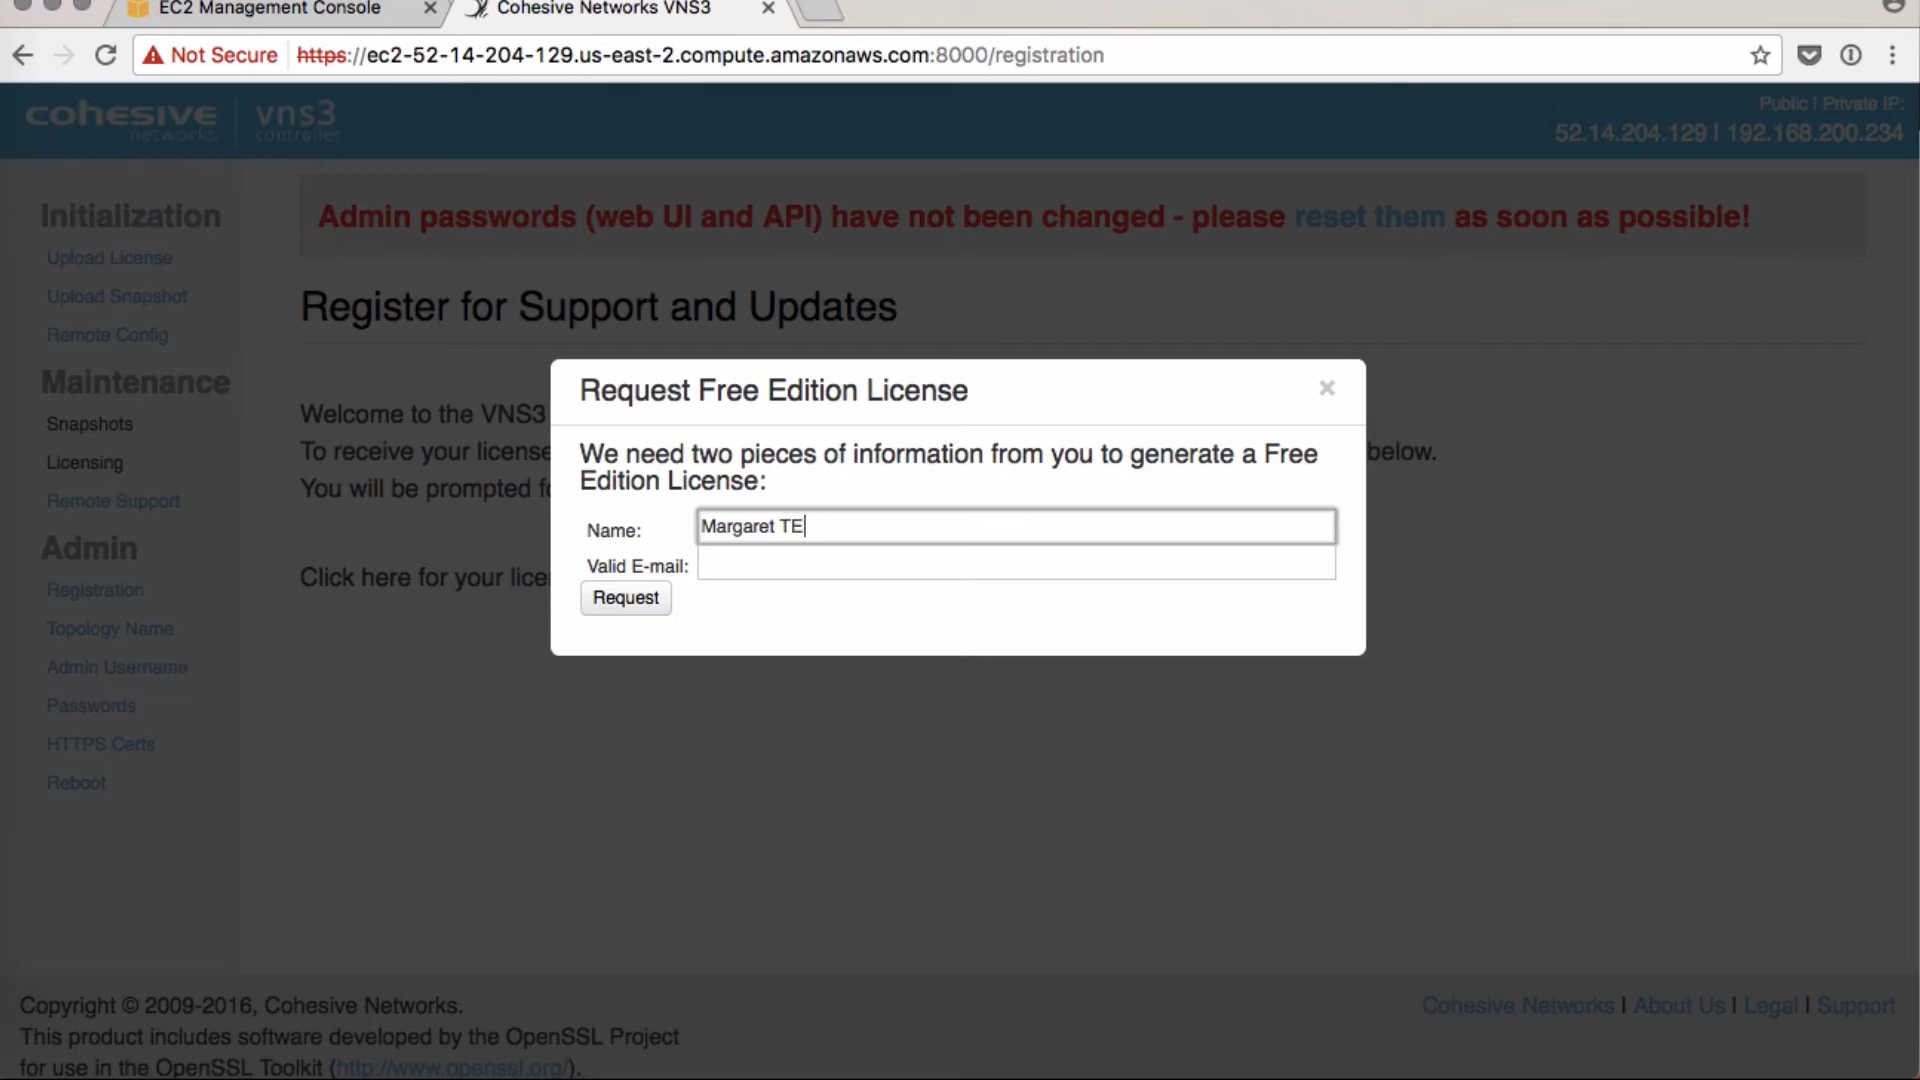 EC2 Management Console
Cohesive Networks VNS3
Not Secure https://ec2-52-14-204-129.us-east-2.compute.amazonaws.com:8000/registration
cohesive networks
vns3 controller
Public | Private IP:
52.14.204.129 | 192.168.200.234
Initialization
Upload License
Upload Snapshot
Remote Config
Maintenance
Snapshots
Licensing
Remote Support
Admin
Registration
Topology Name
Admin Username
Passwords
HTTPS Certs
Reboot
Admin passwords (web UI and API) have not been changed - please reset them as soon as possible!
Register for Support and Updates
Welcome to the VNS3
To receive your license
below.
You will be prompted fo
Click here for your lice
Request Free Edition License
We need two pieces of information from you to generate a Free
Edition License:
Name: Margaret TE
Valid E-mail:
Request
Copyright © 2009-2016, Cohesive Networks.
This product includes software developed by the OpenSSL Project
for use in the OpenSSL Toolkit (http://www.openssl.org/).
Cohesive Networks | About Us | Legal | Support